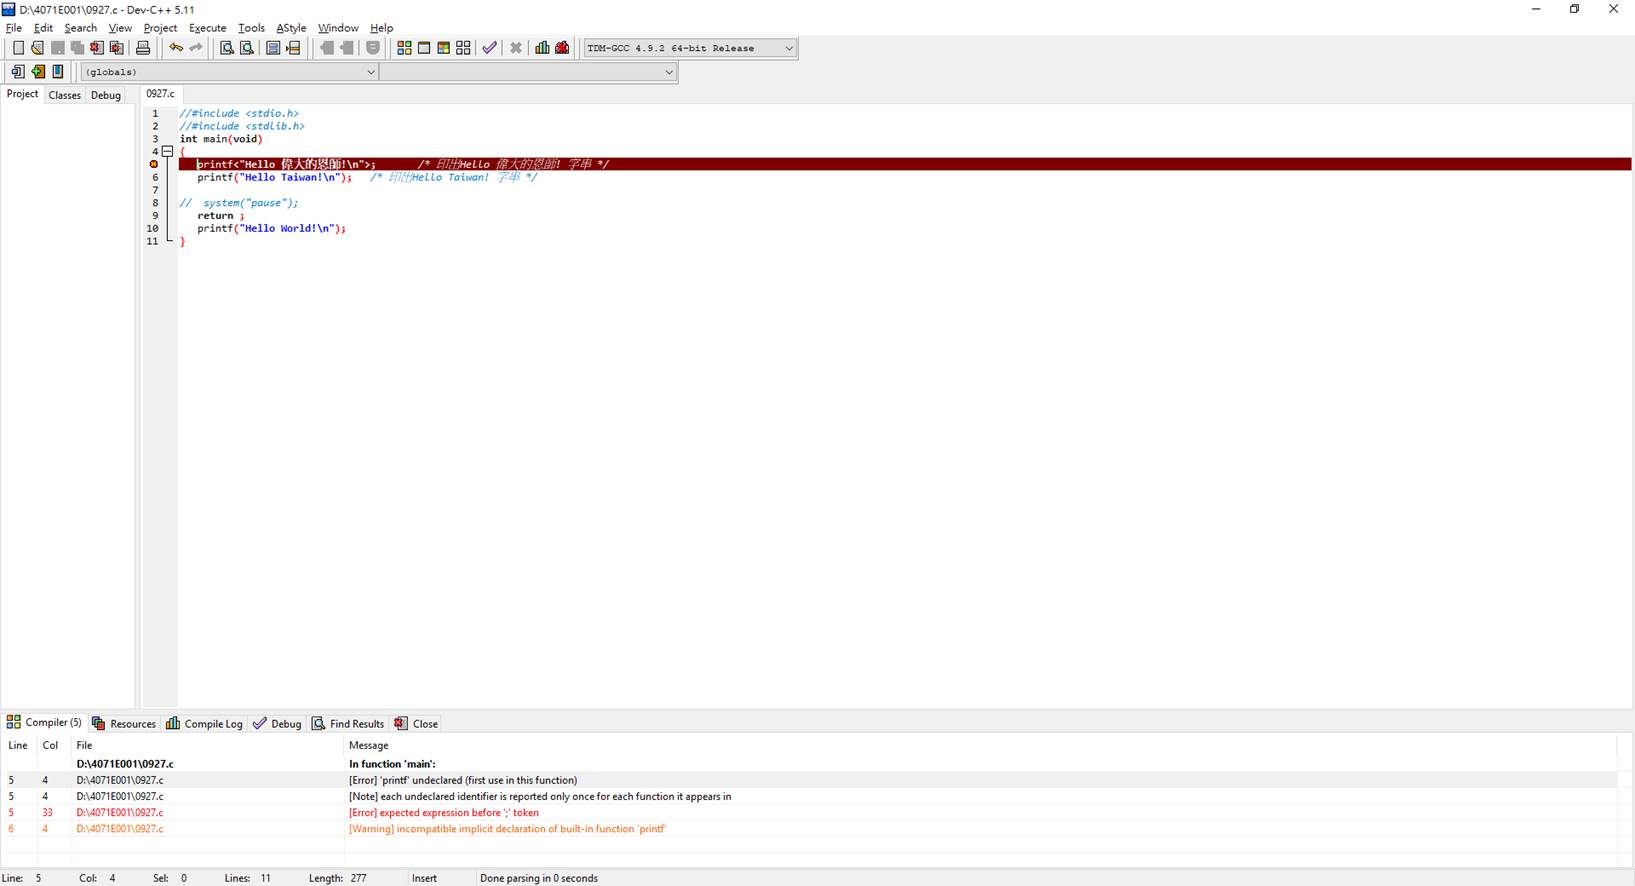 D:\4071E001\0927.c - Dev-C++ 5.11
File Edit Search View Project Execute Tools AStyle Window Help
TDM-GCC 4.9.2 64-bit Release
(globals)
Project Classes Debug 0927.c
1 //#include <stdio.h>
2 //#include <stdlib.h>
3 int main(void)
4 {
printf<"Hello 偉大的恩師!\n">; /* 印出Hello 偉大的恩師! 字串 */
6 printf("Hello Taiwan!\n"); /* 印出Hello Taiwan! 字串 */
7
8 // system("pause");
9 return ;
10 printf("Hello World!\n");
11 }
Compiler (5) Resources Compile Log Debug Find Results Close
Line Col File Message
D:\4071E001\0927.c In function 'main':
5 4 D:\4071E001\0927.c [Error] 'printf' undeclared (first use in this function)
5 4 D:\4071E001\0927.c [Note] each undeclared identifier is reported only once for each function it appears in
5 33 D:\4071E001\0927.c [Error] expected expression before ';' token
6 4 D:\4071E001\0927.c [Warning] incompatible implicit declaration of built-in function 'printf'
Line: 5 Col: 4 Sel: 0 Lines: 11 Length: 277 Insert Done parsing in 0 seconds